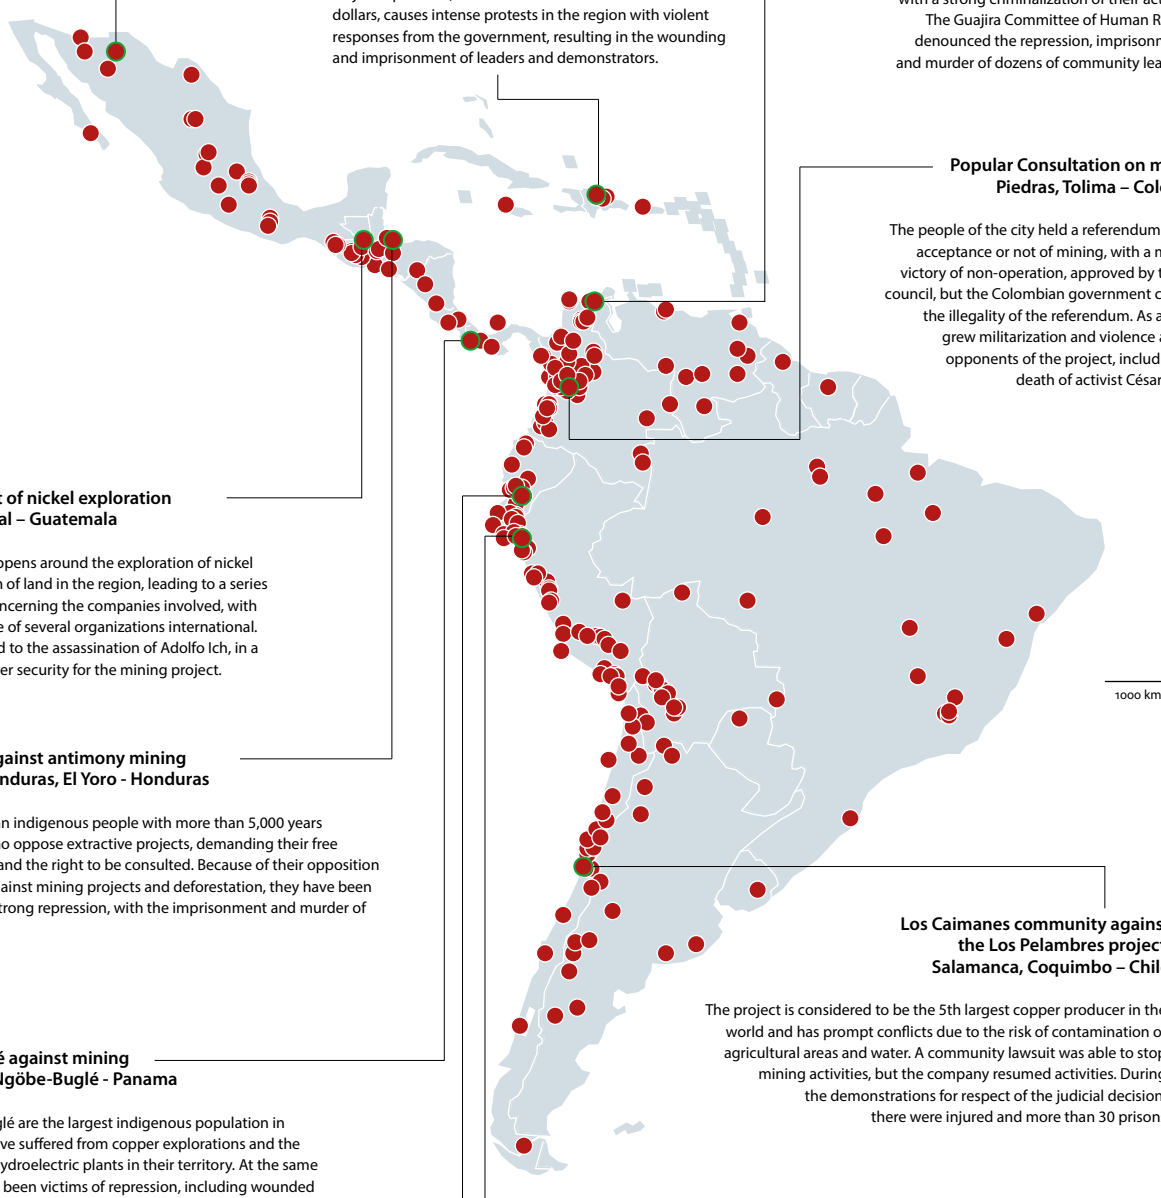 dollars, causes intense protests in the region with violent
responses from the government, resulting in the wounding
and imprisonment of leaders and demonstrators.
with a strong criminalization of their
The Guajira Committee of Human R
denounced the repression, imprisonm
and murder of dozens of community lea
Popular Consultation on m
Piedras, Tolima – Col
The people of the city held a referendum
acceptance or not of mining, with a m
victory of non-operation, approved by t
council, but the Colombian government c
the illegality of the referendum. As a
grew militarization and violence a
opponents of the project, includ
death of activist César
t of nickel exploration
al – Guatemala
ppens around the exploration of nickel
n of land in the region, leading to a series
ncerning the companies involved, with
e of several organizations international.
d to the assassination of Adolfo Ich, in a
er security for the mining project.
1000 km
gainst antimony mining
nduras, El Yoro - Honduras
an indigenous people with more than 5,000 years
o oppose extractive projects, demanding their free
and the right to be consulted. Because of their opposition
ainst mining projects and deforestation, they have been
trong repression, with the imprisonment and murder of
Los Caimanes community agains
the Los Pelambres project
Salamanca, Coquimbo – Chil
The project is considered to be the 5th largest copper producer in the
world and has prompt conflicts due to the risk of contamination o
agricultural areas and water. A community lawsuit was able to stop
mining activities, but the company resumed activities. During
the demonstrations for respect of the judicial decision
there were injured and more than 30 prison
é against mining
Ngöbe-Buglé - Panama
glé are the largest indigenous population in
ve suffered from copper explorations and the
ydroelectric plants in their territory. At the same
been victims of repression, including wounded